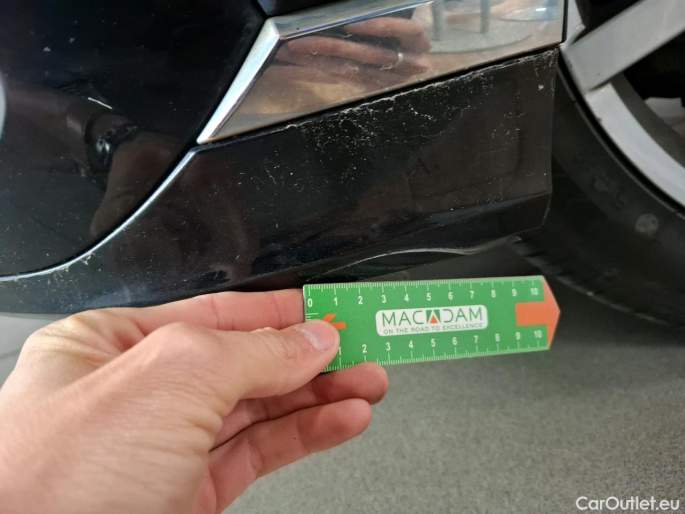 0 1 2 3 4 5 6 7 8 9 10
MACADAM
ON THE ROAD TO EXCELLENCE
1 2 3 4 5 6 7 8 9 10
CarOutlet.eu